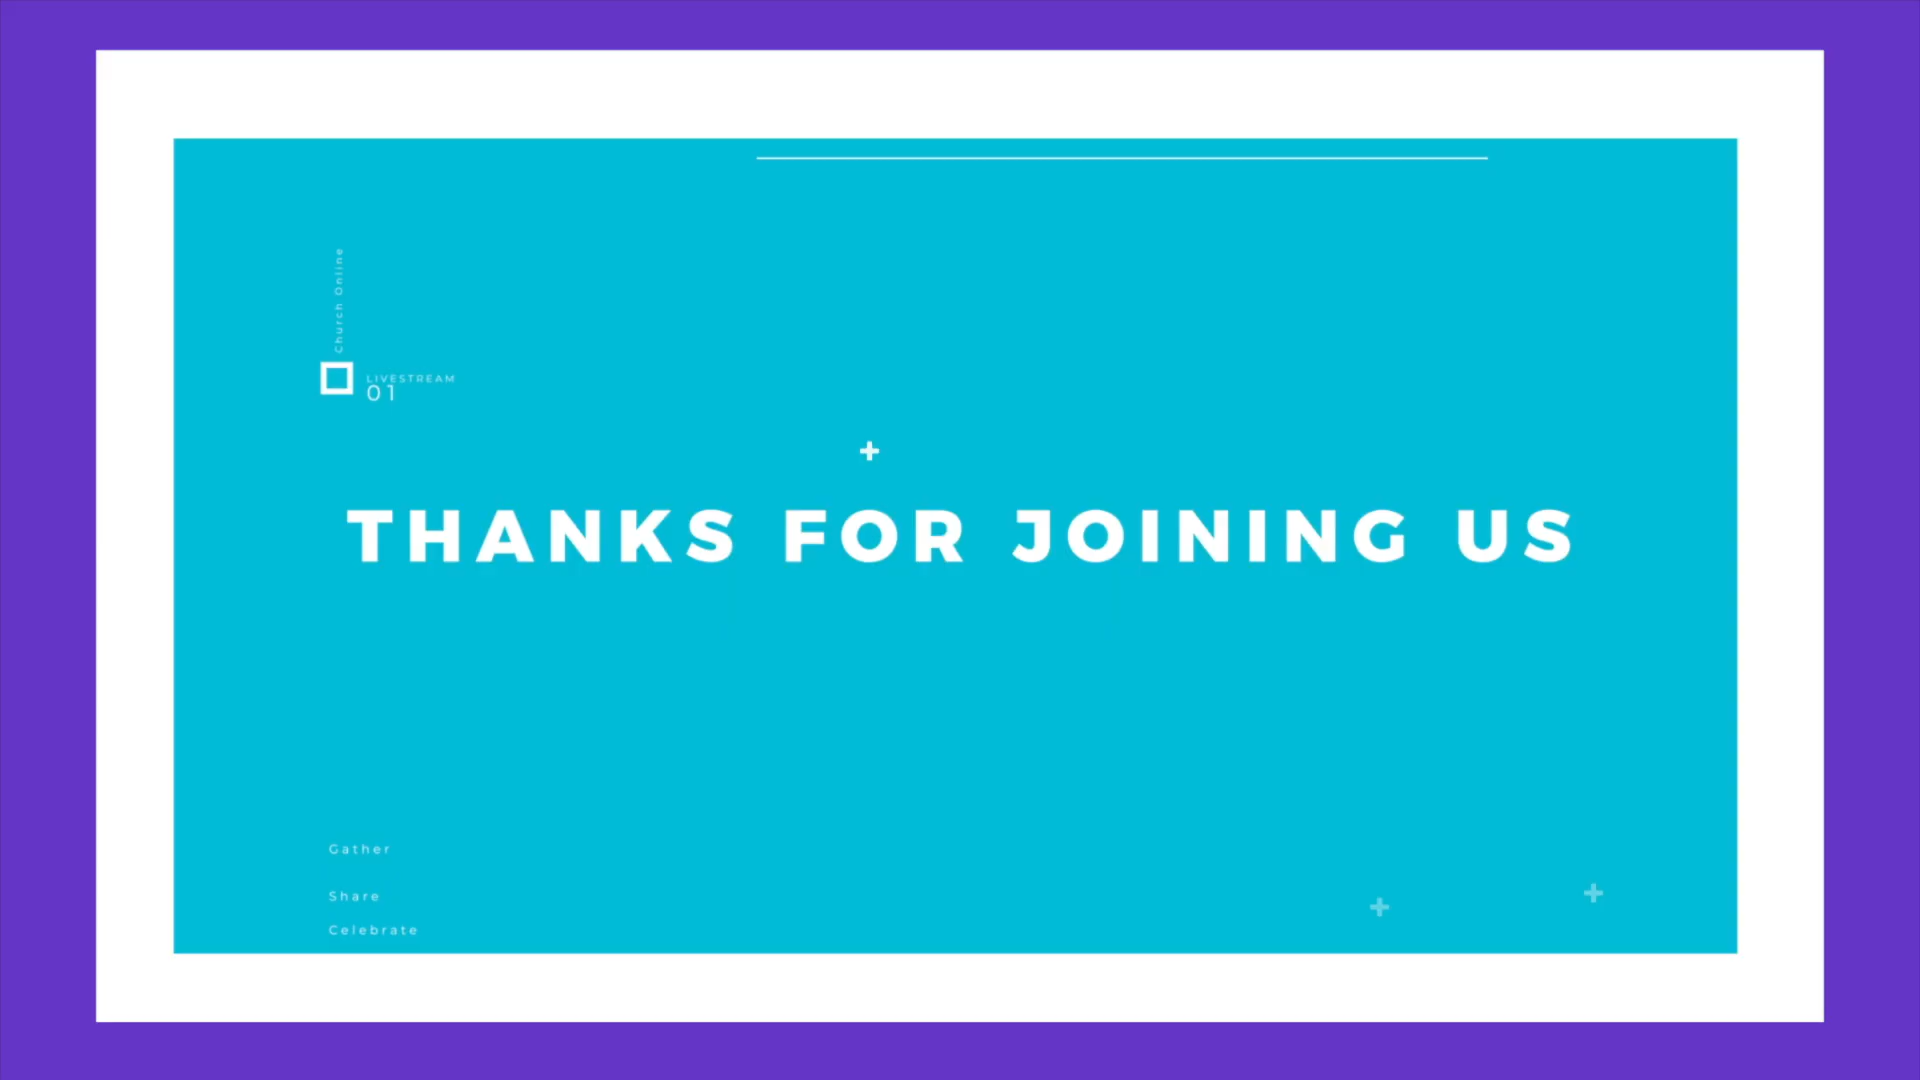 Church Online
LIVESTREAM
01
THANKS FOR JOINING US
Gather
Share
Celebrate